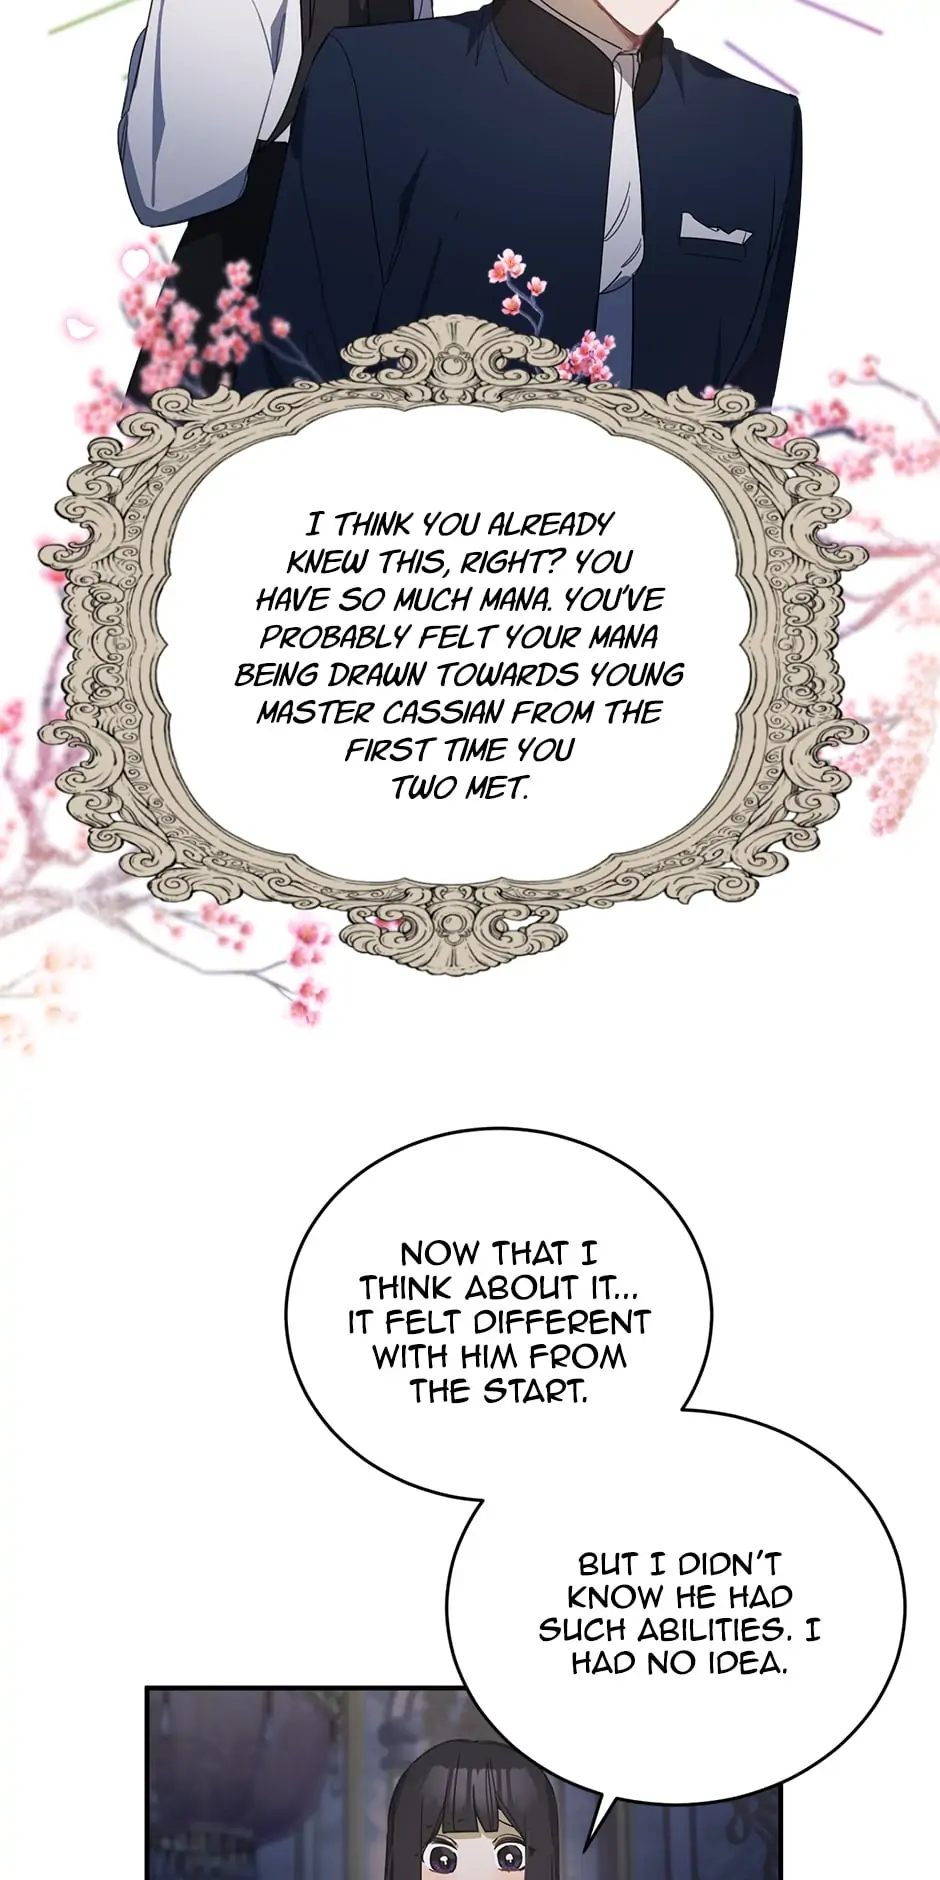 I THINK YOU ALREADY
KNEW THIS, RIGHT? YOU
HAVE SO MUCH MANA. YOU'VE
PROBABLY FELT YOUR MANA
BEING DRAWN TOWARDS YOUNG
MASTER CASSIAN FROM THE
FIRST TIME YOU
TWO MET.
NOW THAT I
THINK ABOUT IT...
IT FELT DIFFERENT
WITH HIM FROM
THE START.
BUT I DIDN'T
KNOW HE HAD
SUCH ABILITIES. I
HAD NO IDEA.